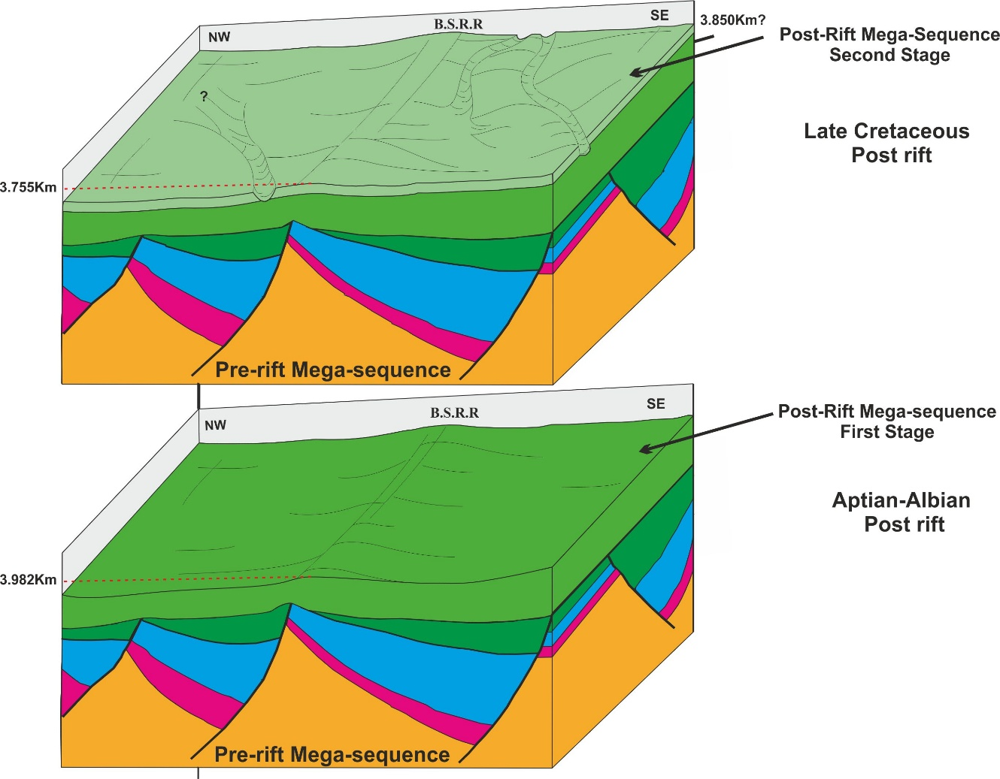 NW
B.S.R.R
SE
3.850Km?
Post-Rift Mega-Sequence
Second Stage
?
Late Cretaceous
Post rift
3.755Km
Pre-rift Mega-sequence
NW
B.S.R.R
SE
Post-Rift Mega-sequence
First Stage
Aptian-Albian
Post rift
3.982Km
Pre-rift Mega-sequence